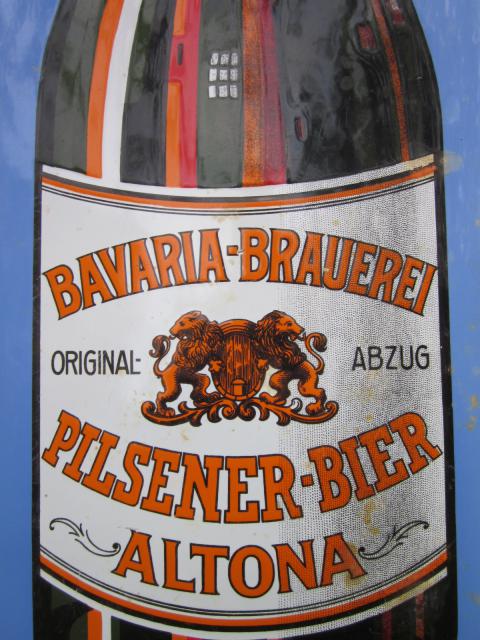 BAVARIA-BRAUEREI
ORIGINAL- ABZUG
PILSENER-BIER
ALTONA